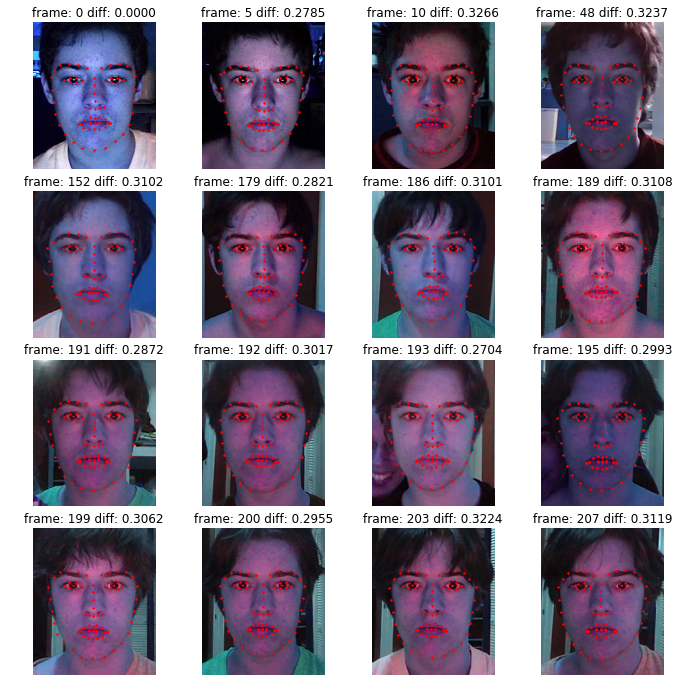 frame: 0 diff: 0.0000
frame: 5 diff: 0.2785
frame: 10 diff: 0.3266
frame: 48 diff: 0.3237
frame: 152 diff: 0.3102
frame: 179 diff: 0.2821
frame: 186 diff: 0.3101
frame: 189 diff: 0.3108
frame: 191 diff: 0.2872
frame: 192 diff: 0.3017
frame: 193 diff: 0.2704
frame: 195 diff: 0.2993
frame: 199 diff: 0.3062
frame: 200 diff: 0.2955
frame: 203 diff: 0.3224
frame: 207 diff: 0.3119